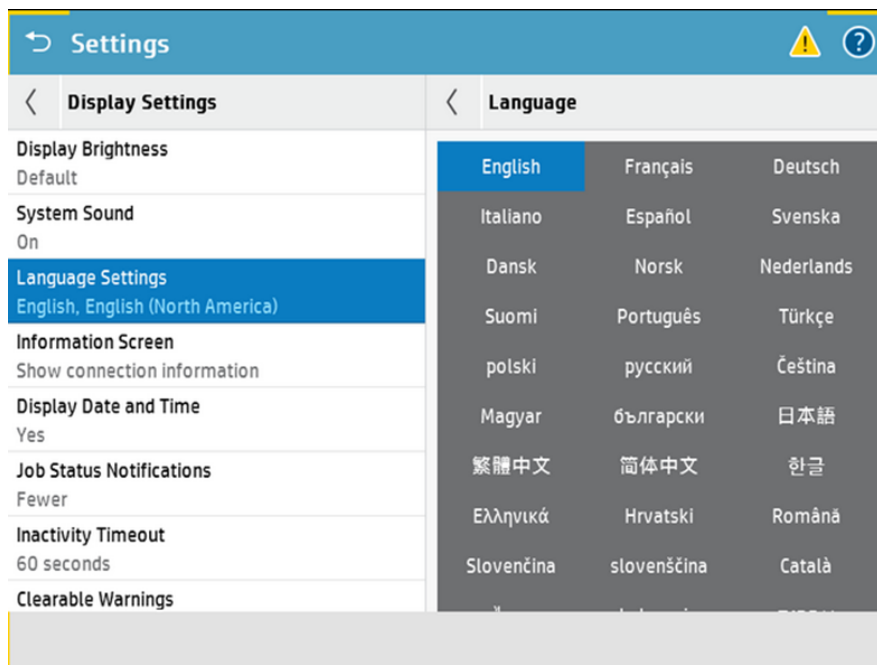 Settings
Display Settings
Language
Display Brightness
Default
System Sound
On
Language Settings
English, English (North America)
Information Screen
Show connection information
Display Date and Time
Yes
Job Status Notifications
Fewer
Inactivity Timeout
60 seconds
Clearable Warnings
English Français Deutsch
Italiano Español Svenska
Dansk Norsk Nederlands
Suomi Português Türkçe
polski русский Čeština
Magyar български 日本語
繁體中文 简体中文 한글
Ελληνικά Hrvatski Română
Slovenčina slovenščina Català